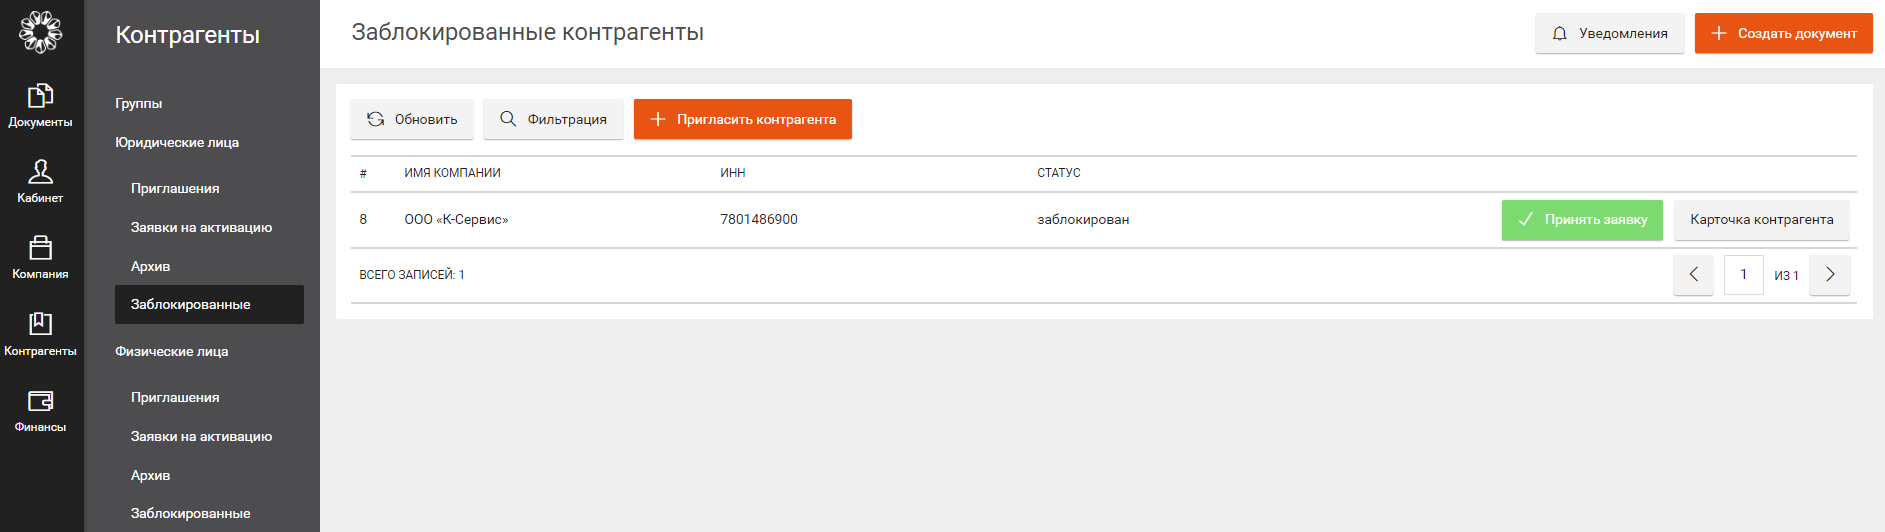 Документы
Кабинет
Компания
Контрагенты
Финансы
Контрагенты
Группы
Юридические лица
Приглашения
Заявки на активацию
Архив
Заблокированные
Физические лица
Приглашения
Заявки на активацию
Архив
Заблокированные
Заблокированные контрагенты
Уведомления
Создать документ
Обновить
Фильтрация
Пригласить контрагента
# ИМЯ КОМПАНИИ ИНН СТАТУС
8 ООО «К-Сервис» 7801486900 заблокирован Принять заявку Карточка контрагента
ВСЕГО ЗАПИСЕЙ: 1 1 ИЗ 1